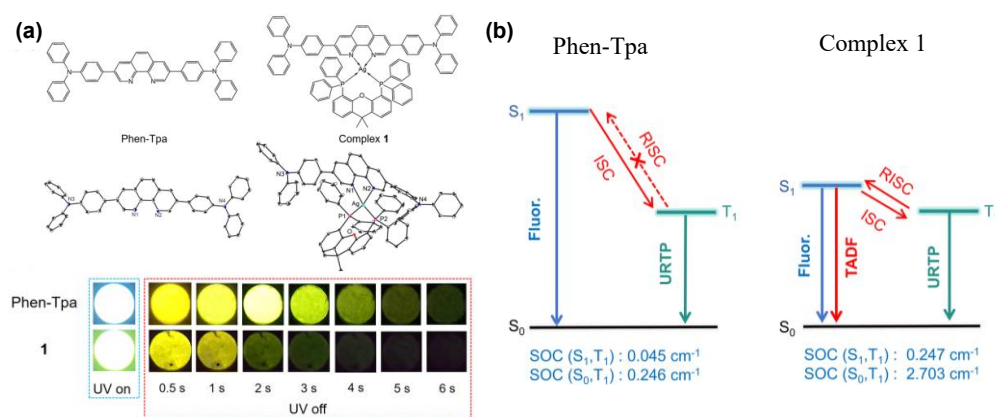 (a)
N
N
N
N
Phen-Tpa
N
N
N
N
Ag
P
P
O
Complex 1
N3
N1
N2
N4
N3
N1
N2
Ag
P1
P2
O
N4
Phen-Tpa
1
UV on
0.5 s 1 s 2 s 3 s 4 s 5 s 6 s
UV off
(b)
Phen-Tpa
S1
Fluor.
ISC
RISC
T1
URTP
S0
SOC (S1,T1) : 0.045 cm-1
SOC (S0,T1) : 0.246 cm-1
Complex 1
S1
Fluor.
TADF
RISC
ISC
T
URTP
S0
SOC (S1,T1) : 0.247 cm-1
SOC (S0,T1) : 2.703 cm-1